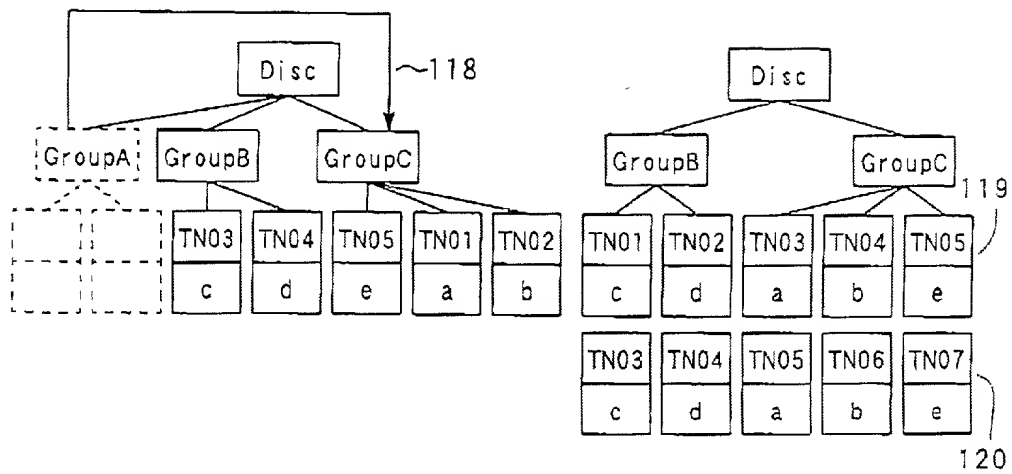 Disc
118
GroupA GroupB GroupC
TN03 TN04 TN05 TN01 TN02
c d e a b
Disc
GroupB GroupC
119
TN01 TN02 TN03 TN04 TN05
c d a b e
TN03 TN04 TN05 TN06 TN07
c d a b e
120